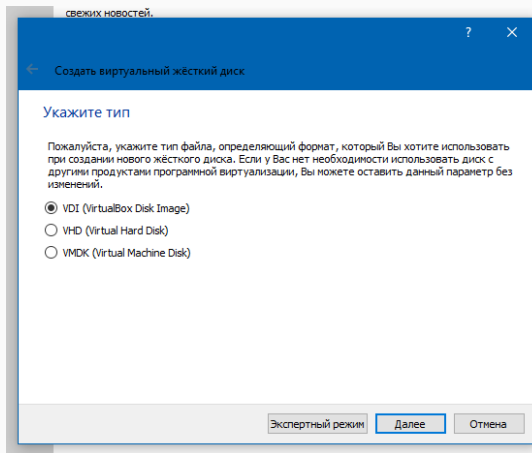 свежих новостей.
?
Создать виртуальный жёсткий диск
Укажите тип
Пожалуйста, укажите тип файла, определяющий формат, который Вы хотите использовать
при создании нового жёсткого диска. Если у Вас нет необходимости использовать диск с
другими продуктами программной виртуализации, Вы можете оставить данный параметр без
изменений.
VDI (VirtualBox Disk Image)
VHD (Virtual Hard Disk)
VMDK (Virtual Machine Disk)
Экспертный режим Далее Отмена